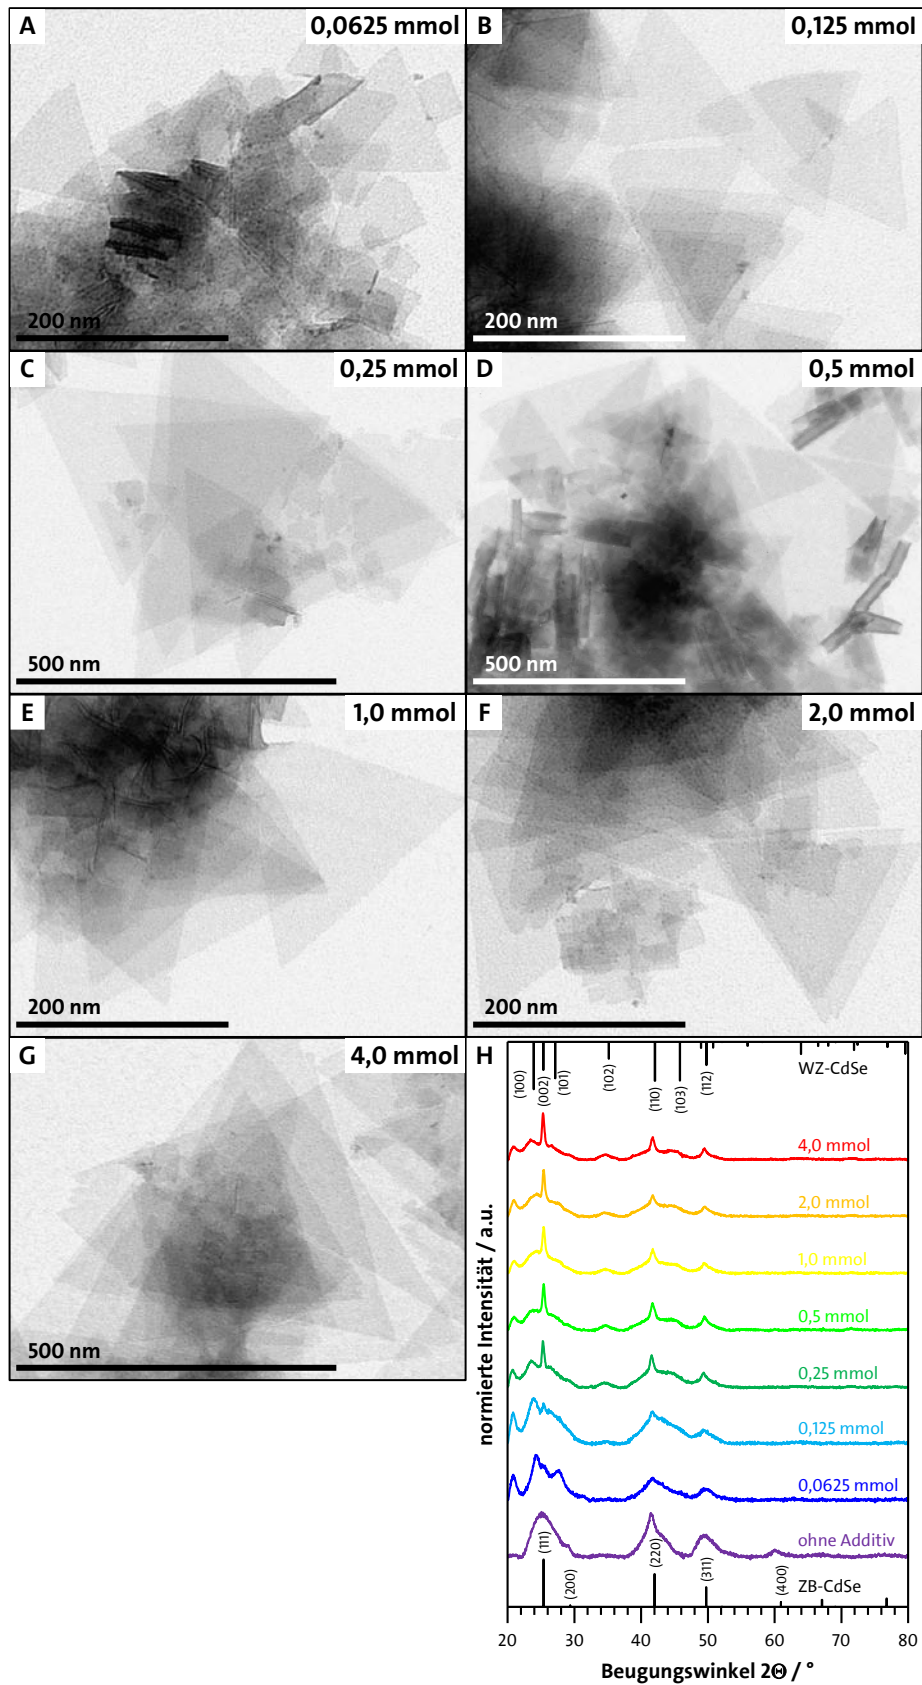 A 0,0625 mmol
200 nm
B 0,125 mmol
200 nm
C 0,25 mmol
500 nm
D 0,5 mmol
500 nm
E 1,0 mmol
200 nm
F 2,0 mmol
200 nm
G 4,0 mmol
500 nm
H
WZ-CdSe
(100) (002) (101) (102) (110) (103) (112)
4,0 mmol
2,0 mmol
1,0 mmol
0,5 mmol
0,25 mmol
0,125 mmol
0,0625 mmol
ohne Additiv
(111) (200) (220) (311) (400)
ZB-CdSe
normierte Intensität / a.u.
20 30 40 50 60 70 80
Beugungswinkel 2Θ / °